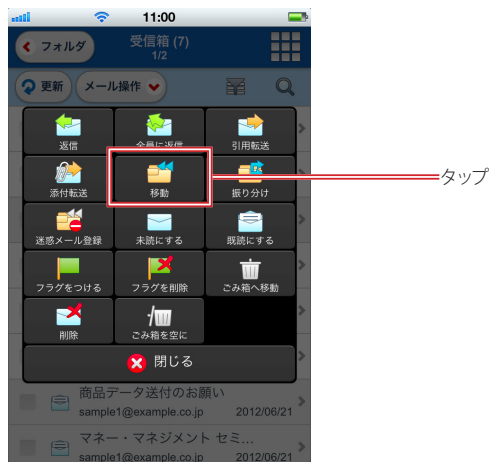 11:00
フォルダ
受信箱 (7)
1/2
更新
メール操作
返信
全員に返信
引用転送
添付転送
移動
振り分け
タップ
迷惑メール登録
未読にする
既読にする
フラグをつける
フラグを削除
ごみ箱へ移動
削除
ごみ箱を空に
閉じる
商品データ送付のお願い
sample1@example.co.jp 2012/06/21
マネー・マネジメント セミ...
sample1@example.co.jp 2012/06/21